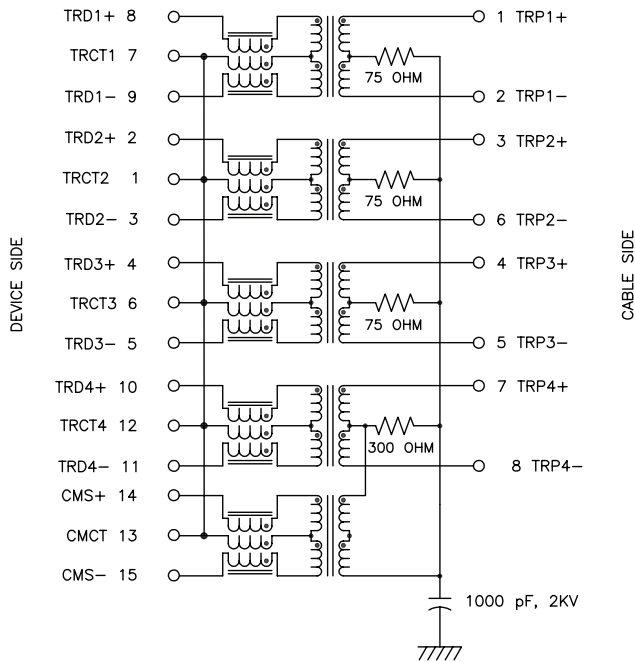 TRD1+ 8
1 TRP1+
TRCT1 7
75 OHM
TRD1- 9
2 TRP1-
TRD2+ 2
3 TRP2+
TRCT2 1
75 OHM
TRD2- 3
6 TRP2-
DEVICE SIDE
CABLE SIDE
TRD3+ 4
4 TRP3+
TRCT3 6
75 OHM
TRD3- 5
5 TRP3-
TRD4+ 10
7 TRP4+
TRCT4 12
300 OHM
TRD4- 11
8 TRP4-
CMS+ 14
CMCT 13
CMS- 15
1000 pF, 2KV